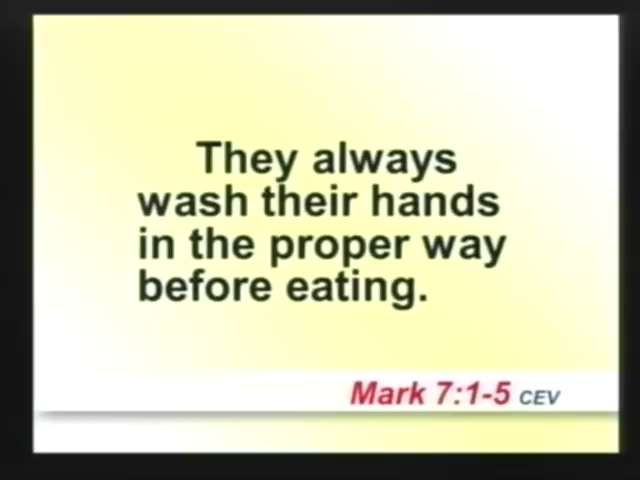 They always
wash their hands
in the proper way
before eating.
Mark 7:1-5 CEV